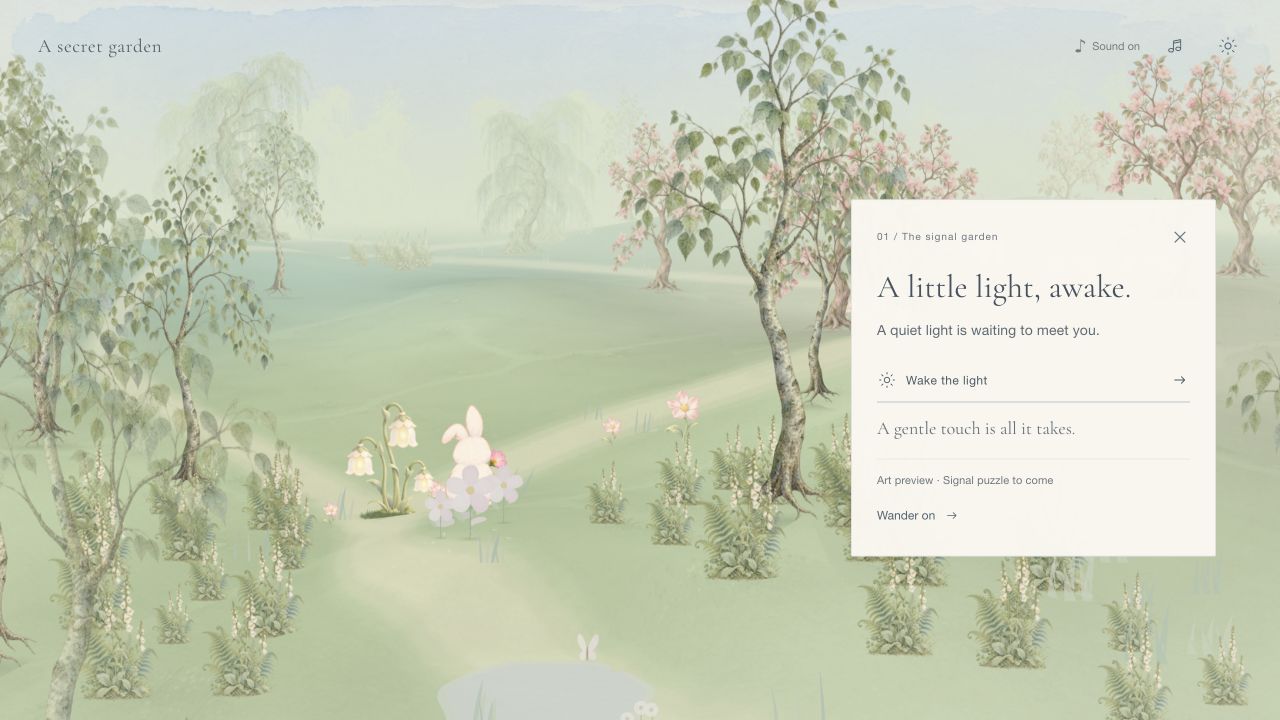 A secret garden
Sound on
01 / The signal garden
A little light, awake.
A quiet light is waiting to meet you.
Wake the light
A gentle touch is all it takes.
Art preview · Signal puzzle to come
Wander on